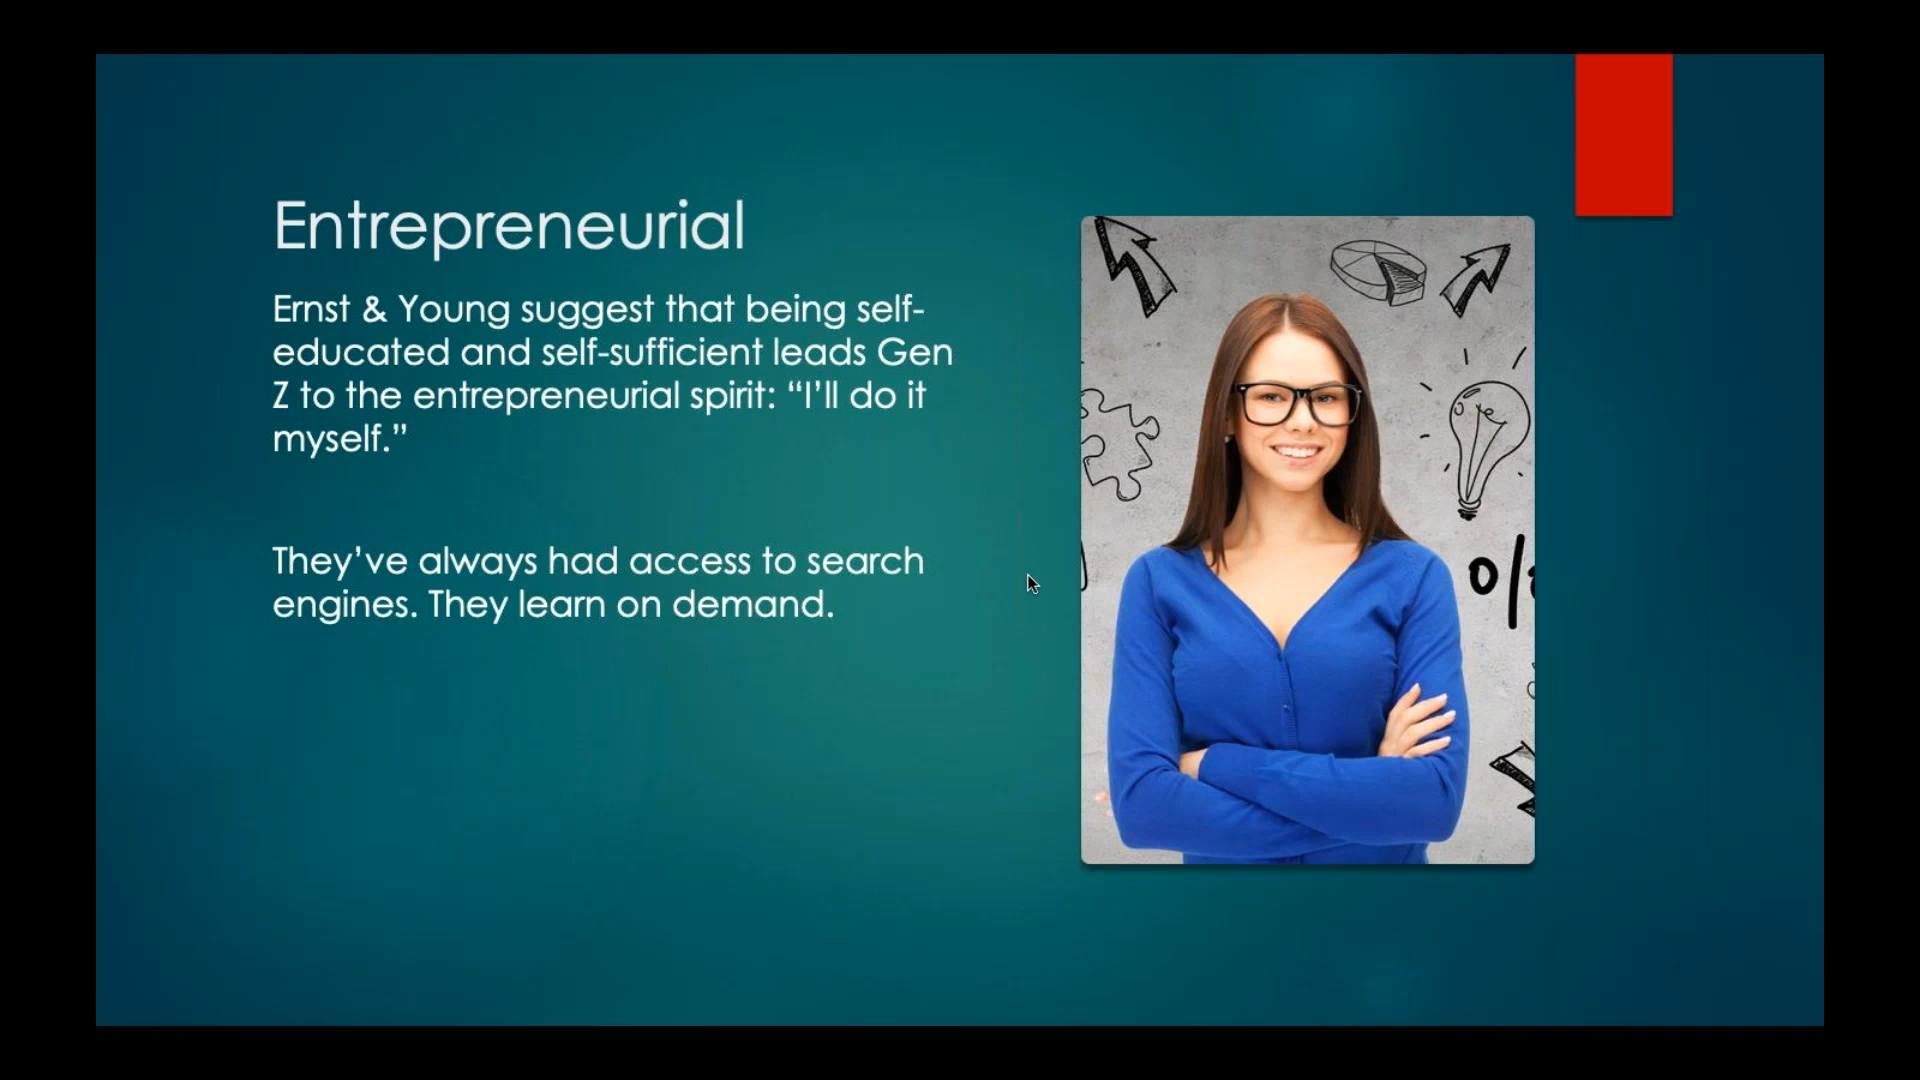 Entrepreneurial
Ernst & Young suggest that being self-
educated and self-sufficient leads Gen
Z to the entrepreneurial spirit: “I’ll do it
myself.”
They’ve always had access to search
engines. They learn on demand.